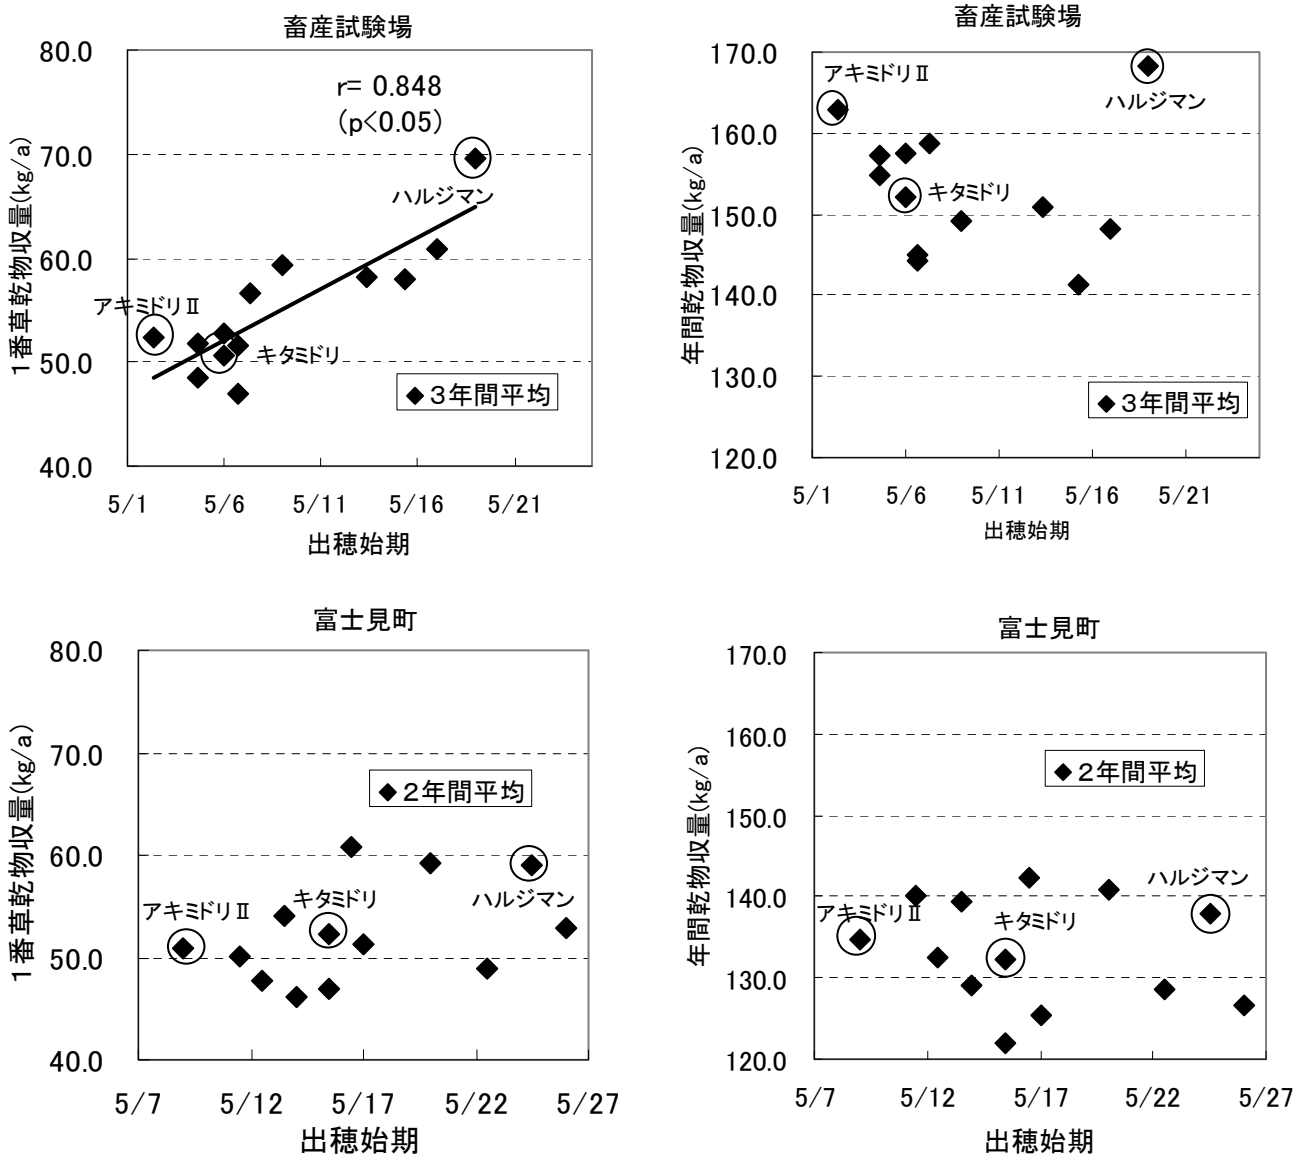 畜産試験場
1番草乾物収量(kg/a)
80.0
70.0
60.0
50.0
40.0
r= 0.848
(p<0.05)
ハルジマン
アキミドリⅡ
キタミドリ
◆3年間平均
5/1 5/6 5/11 5/16 5/21
出穂始期
畜産試験場
年間乾物収量(kg/a)
170.0
160.0
150.0
140.0
130.0
120.0
アキミドリⅡ
ハルジマン
キタミドリ
◆3年間平均
5/1 5/6 5/11 5/16 5/21
出穂始期
富士見町
1番草乾物収量(kg/a)
80.0
70.0
60.0
50.0
40.0
◆2年間平均
アキミドリⅡ
キタミドリ
ハルジマン
5/7 5/12 5/17 5/22 5/27
出穂始期
富士見町
年間乾物収量(kg/a)
170.0
160.0
150.0
140.0
130.0
120.0
◆2年間平均
ハルジマン
アキミドリⅡ
キタミドリ
5/7 5/12 5/17 5/22 5/27
出穂始期